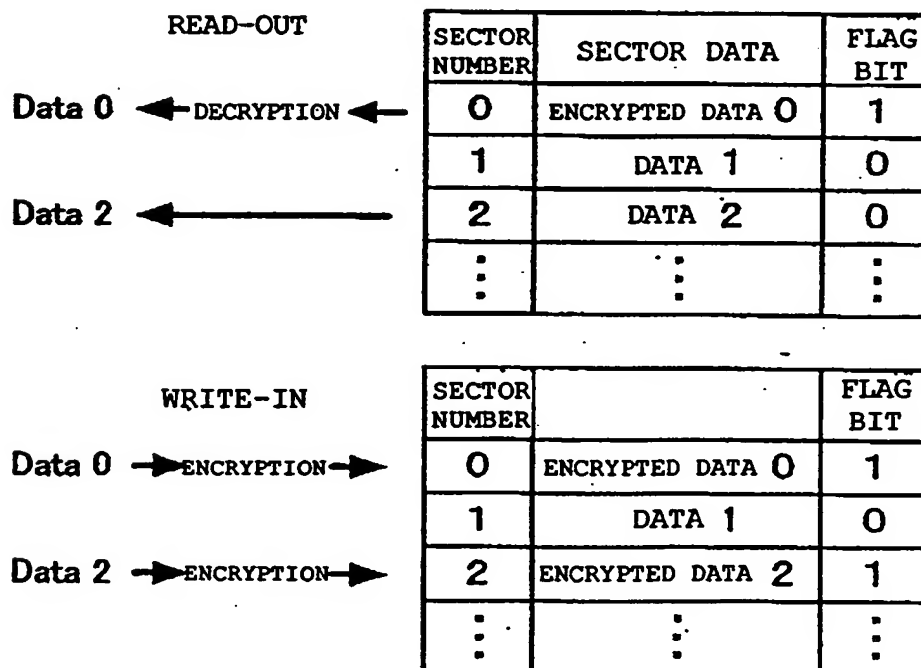 READ-OUT
SECTOR NUMBER SECTOR DATA FLAG BIT
Data 0 DECRYPTION 0 ENCRYPTED DATA 0 1
1 DATA 1 0
Data 2 2 DATA 2 0
WRITE-IN
SECTOR NUMBER FLAG BIT
Data 0 ENCRYPTION 0 ENCRYPTED DATA 0 1
1 DATA 1 0
Data 2 ENCRYPTION 2 ENCRYPTED DATA 2 1